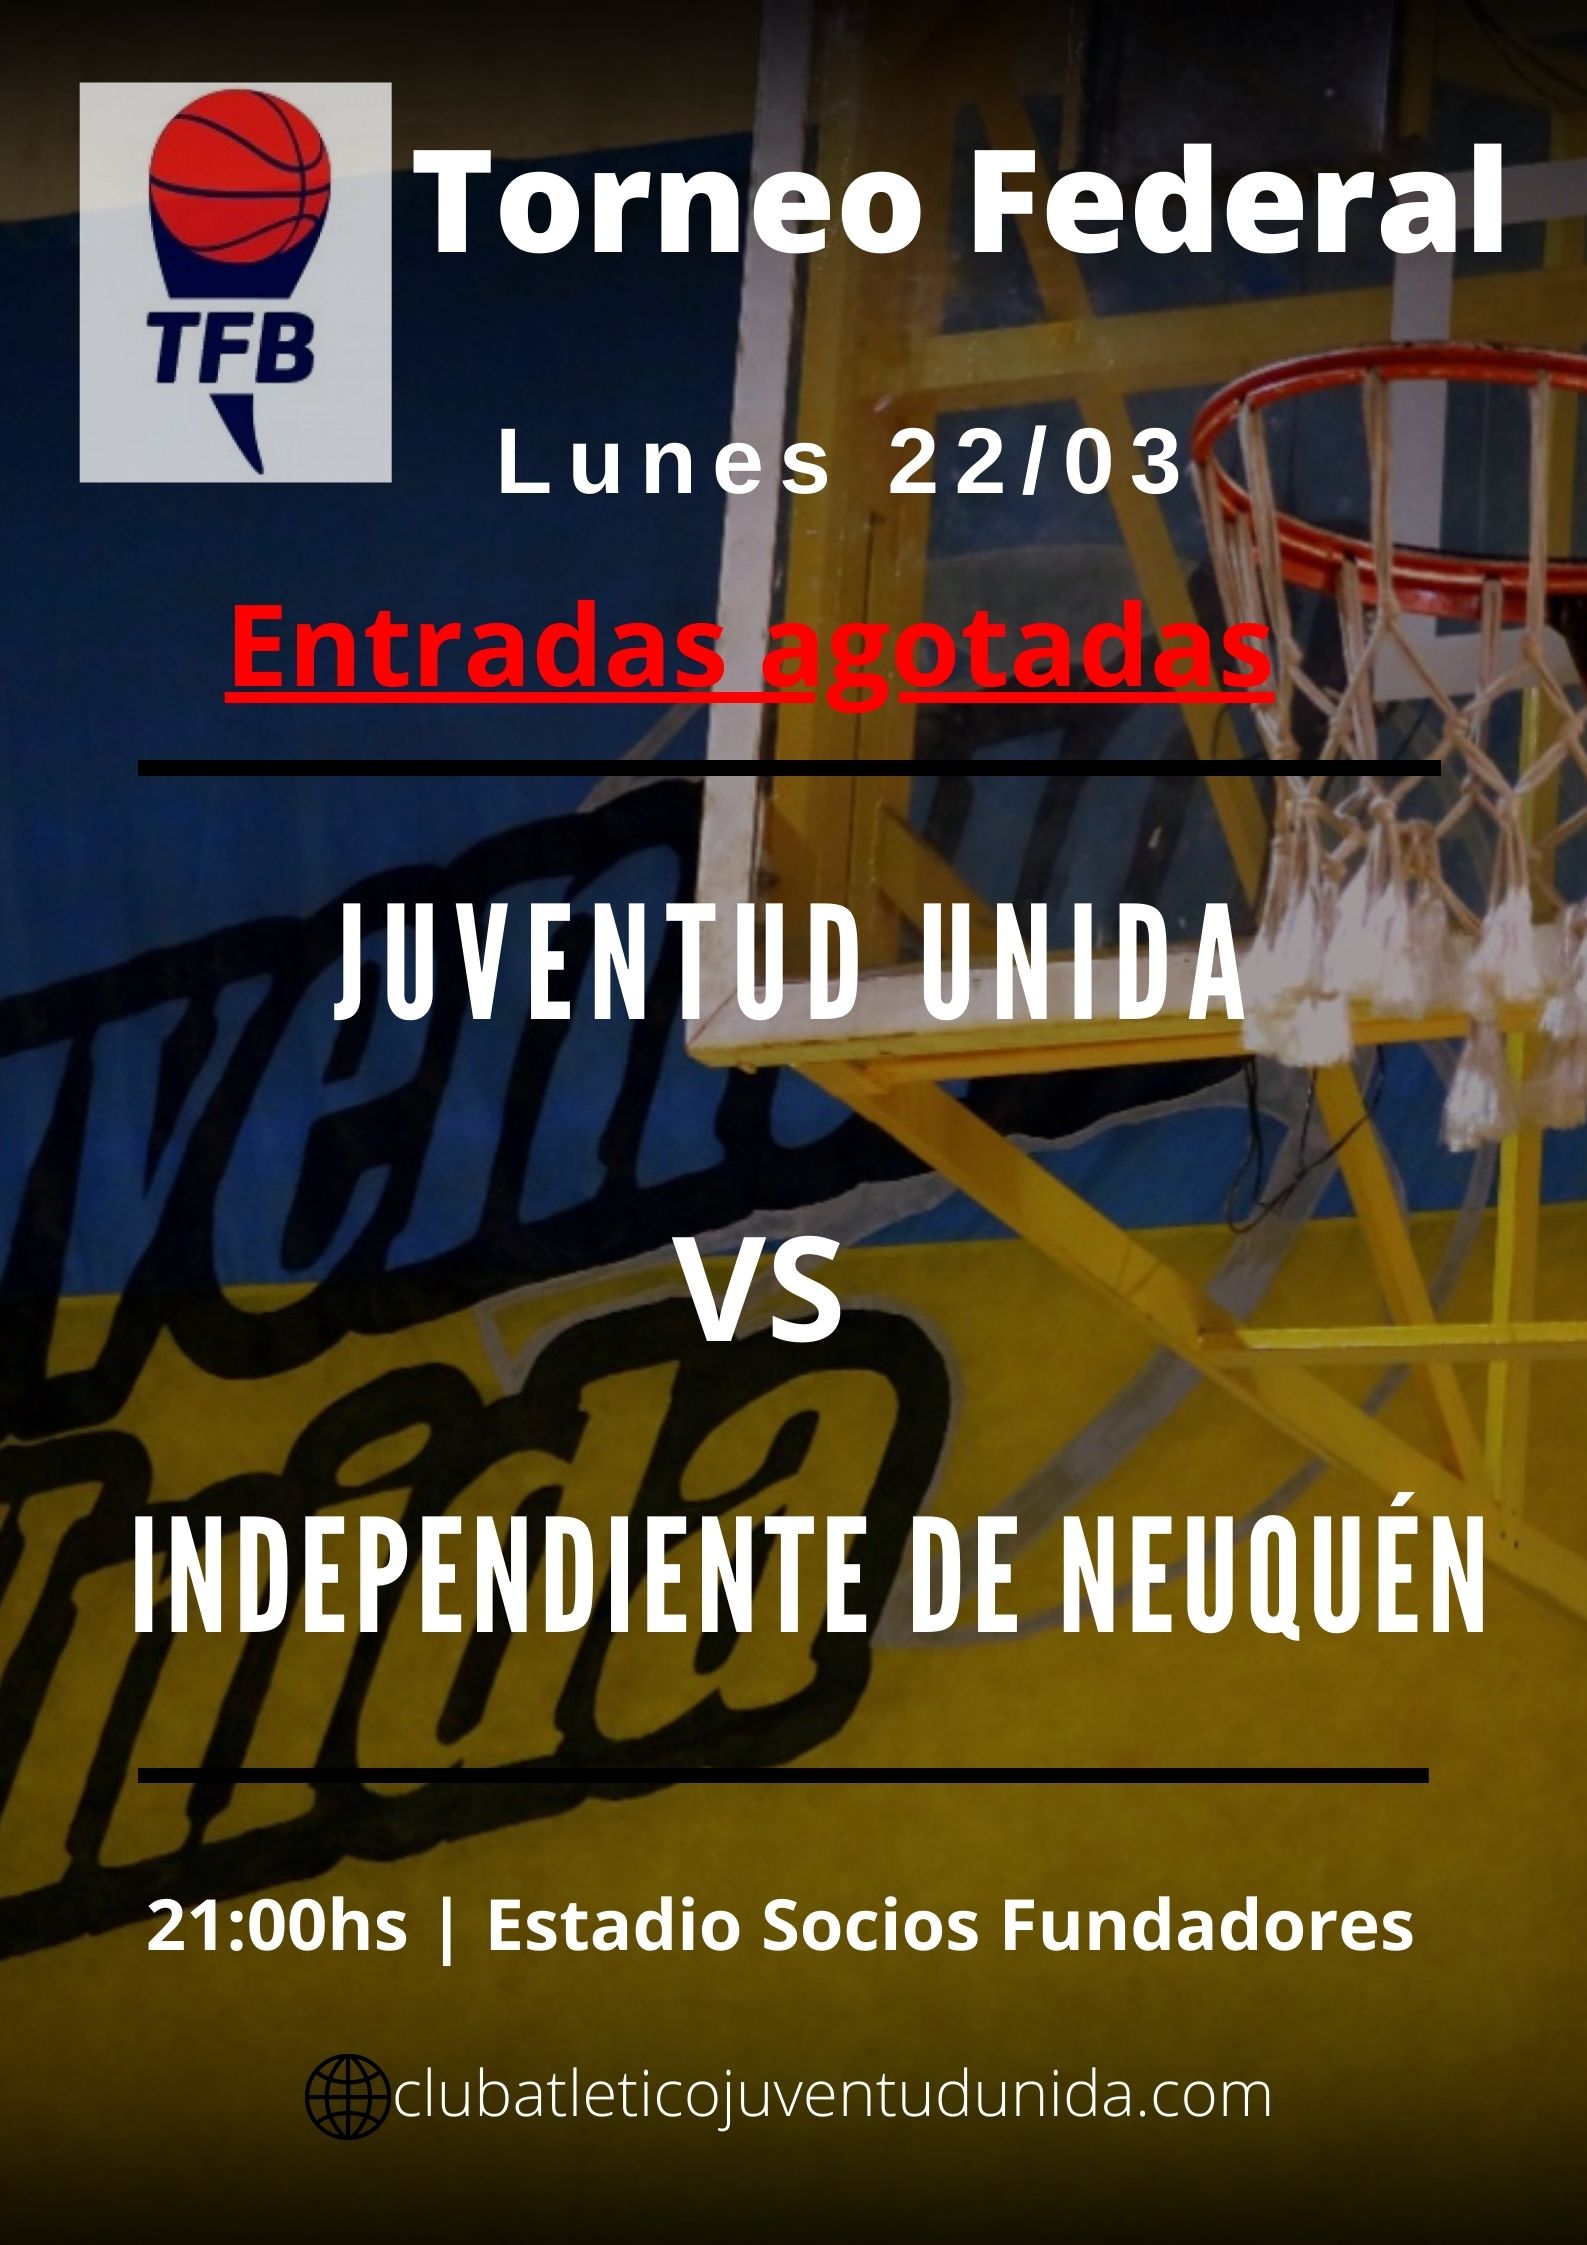 Torneo Federal
TFB
Lunes 22/03
Entradas agotadas
JUVENTUD UNIDA
VS
INDEPENDIENTE DE NEUQUÉN
21:00hs | Estadio Socios Fundadores
clubatleticojuventudunida.com